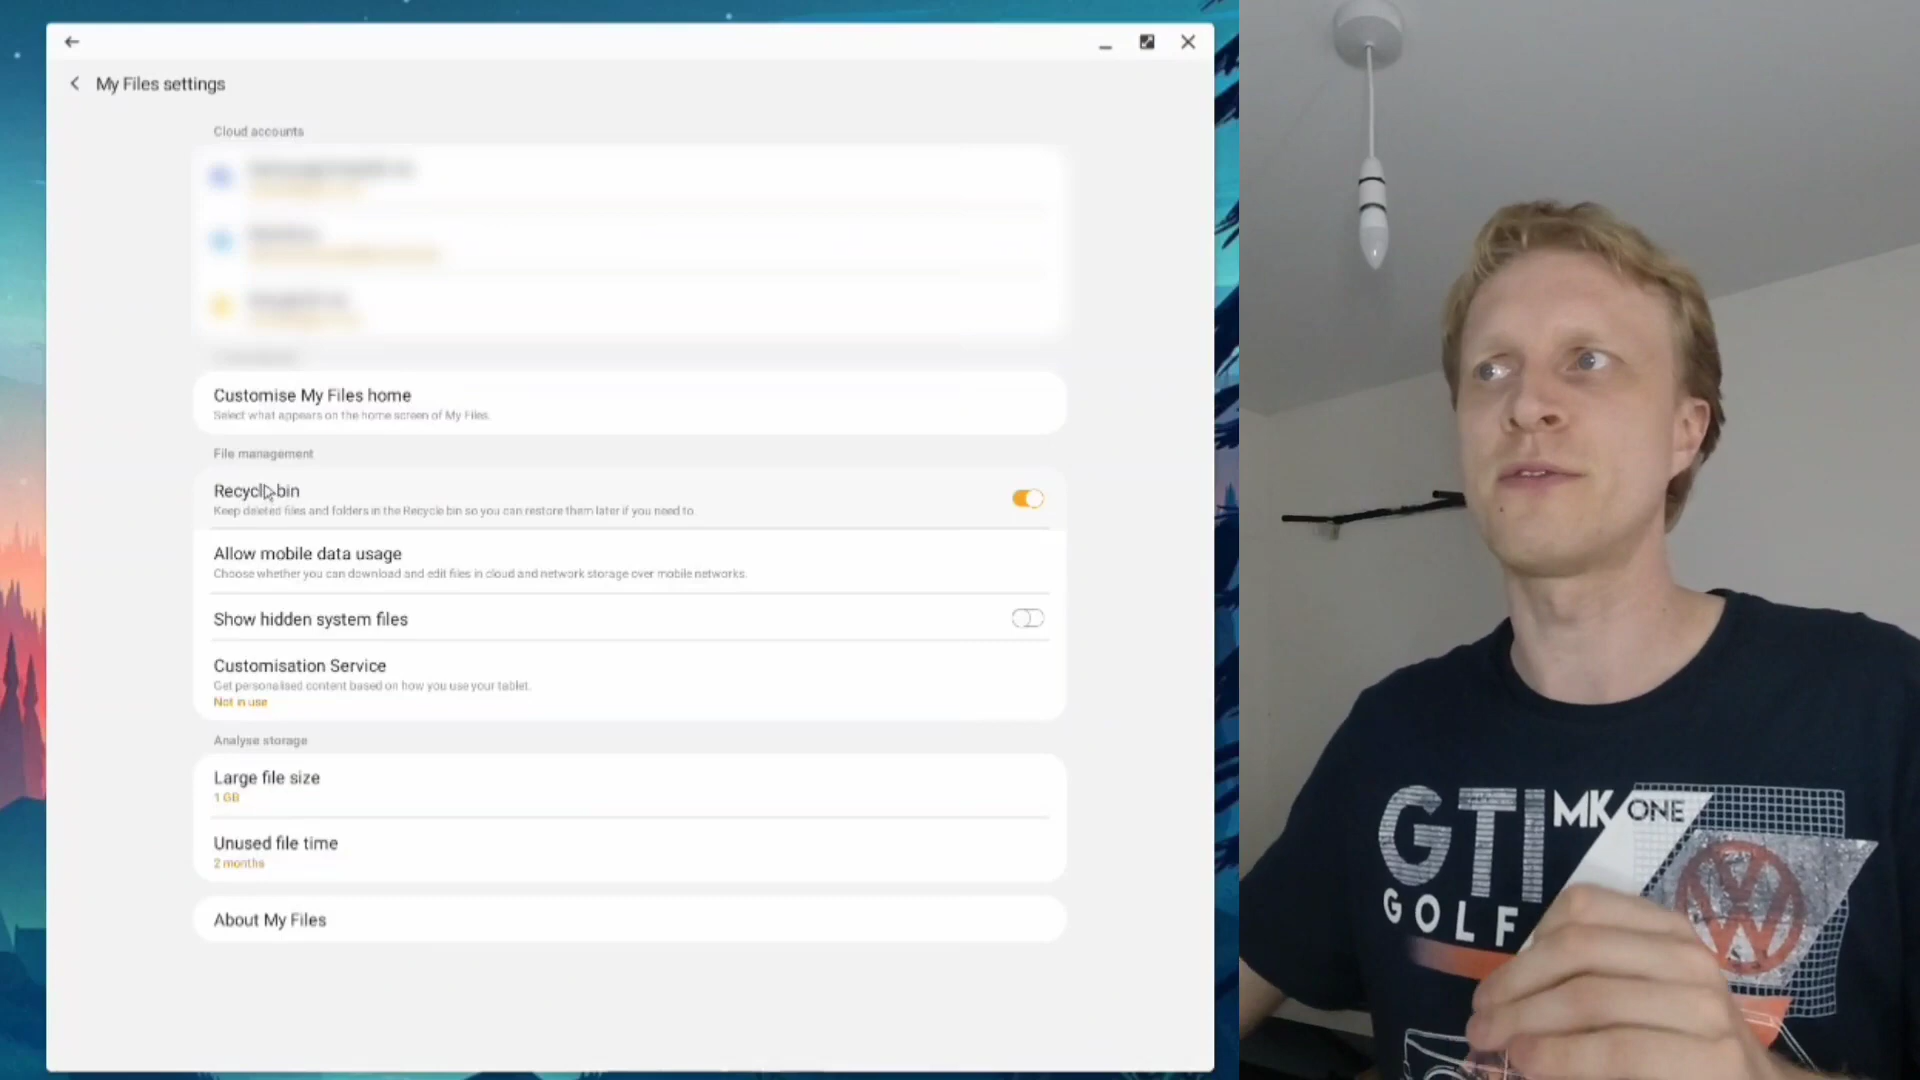 My Files settings
Cloud accounts
Customise My Files home
Select what appears on the home screen of My Files.
File management
Recycle bin
Keep deleted files and folders in the Recycle bin so you can restore them later if you need to.
Allow mobile data usage
Choose whether you can download and edit files in cloud and network storage over mobile networks.
Show hidden system files
Customisation Service
Get personalised content based on how you use your tablet.
Not in use
Analyse storage
Large file size
1 GB
Unused file time
2 months
About My Files
GTI MK ONE
GOLF